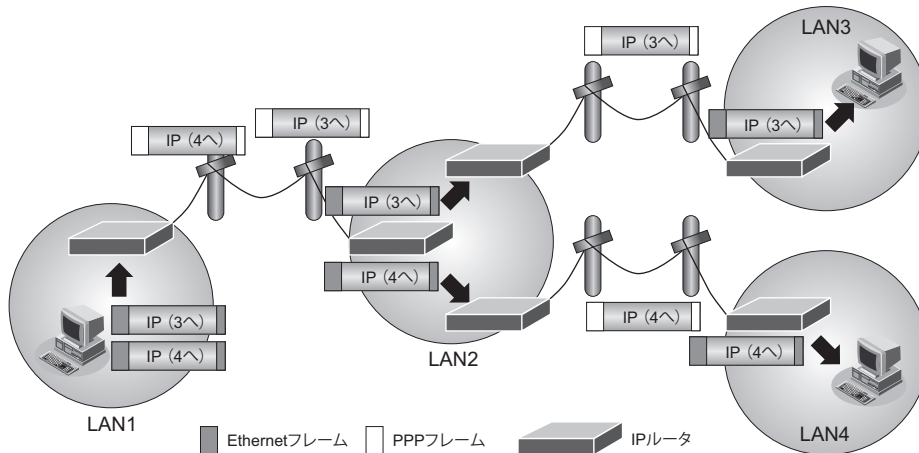 LAN3
IP（3へ）
IP（3へ）
IP（4へ）
IP（3へ）
IP（3へ）
IP（4へ）
IP（3へ）
IP（4へ）
IP（4へ）
IP（4へ）
LAN2
LAN1
LAN4
Ethernetフレーム
PPPフレーム
IPルータ